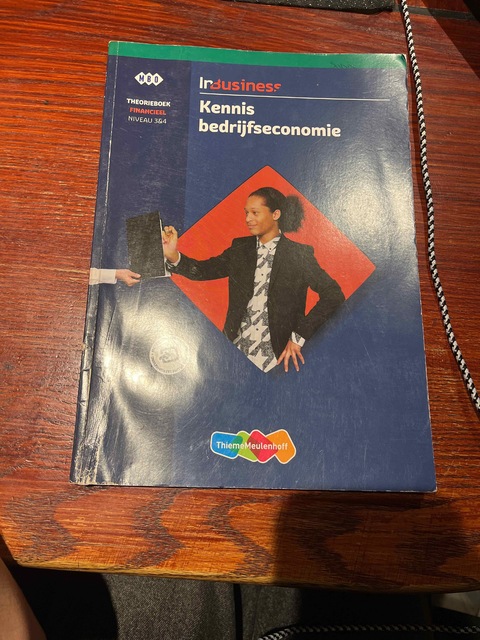 MBO
THEORIEBOEK
FINANCIEEL
NIVEAU 3&4
InBusiness
Kennis
bedrijfseconomie
ThiemeMeulenhoff